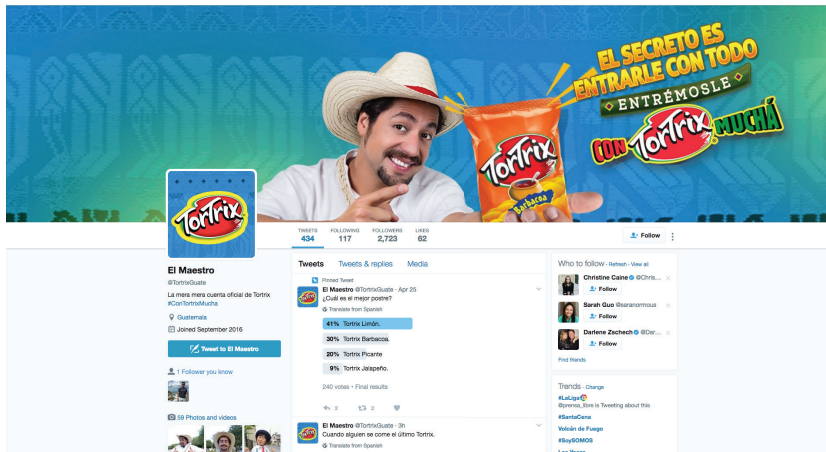 EL SECRETO ES
ENTRARLE CON TODO
ENTRÉMOSLE
CON TORTRIX MUCHÁ
TorTrix
Barbacoa
TorTrix
TWEETS
434
FOLLOWING
117
FOLLOWERS
2,723
LIKES
62
Follow
El Maestro
@TortrixGuate
La mera mera cuenta oficial de Tortrix
#ConTortrixMucha
Guatemala
Joined September 2016
Tweet to El Maestro
1 Follower you know
59 Photos and videos
Tweets Tweets & replies Media
Pinned Tweet
El Maestro @TortrixGuate · Apr 25
¿Cuál es el mejor postre?
Translate from Spanish
41% Tortrix Limón.
30% Tortrix Barbacoa.
20% Tortrix Picante
9% Tortrix Jalapeño.
240 votes • Final results
2 2
El Maestro @TortrixGuate · 3h
Cuando alguien se come el último Tortrix.
Translate from Spanish
Who to follow · Refresh · View all
Christine Caine @Chris...
Follow
Sarah Guo @saranormous
Follow
Darlene Zschech @Dar...
Follow
Find friends
Trends · Change
#LaLiga
@prensa_libre is Tweeting about this
#SantaCena
Volcán de Fuego
#SoySOMOS
Las Vegas